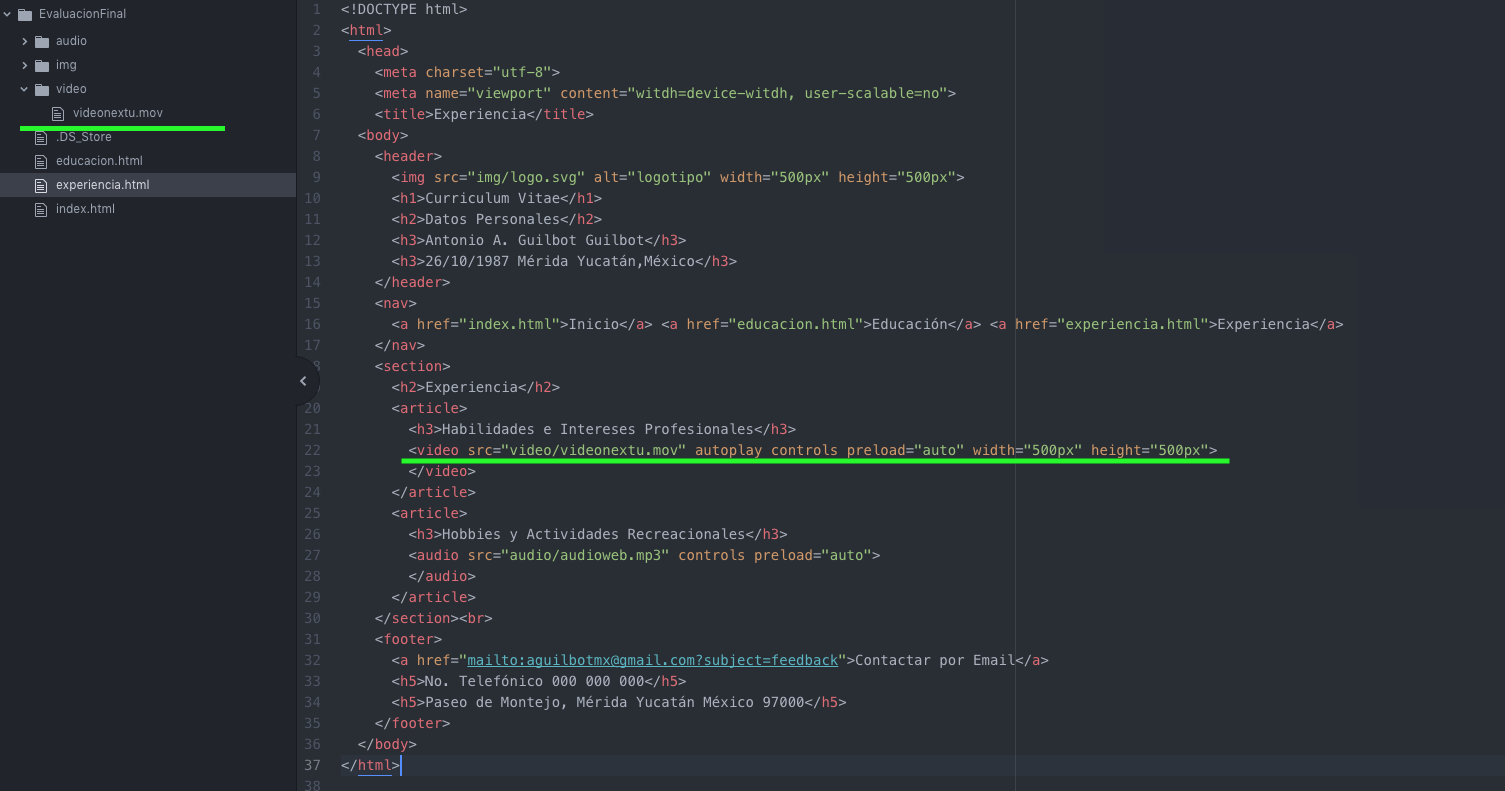 EvaluacionFinal
audio
img
video
videonextu.mov
.DS_Store
educacion.html
experiencia.html
index.html
1 <!DOCTYPE html>
2 <html>
3 <head>
4 <meta charset="utf-8">
5 <meta name="viewport" content="witdh=device-witdh, user-scalable=no">
6 <title>Experiencia</title>
7 <body>
8 <header>
9 <img src="img/logo.svg" alt="logotipo" width="500px" height="500px">
10 <h1>Curriculum Vitae</h1>
11 <h2>Datos Personales</h2>
12 <h3>Antonio A. Guilbot Guilbot</h3>
13 <h3>26/10/1987 Mérida Yucatán,México</h3>
14 </header>
15 <nav>
16 <a href="index.html">Inicio</a> <a href="educacion.html">Educación</a> <a href="experiencia.html">Experiencia</a>
17 </nav>
8 <section>
<h2>Experiencia</h2>
20 <article>
21 <h3>Habilidades e Intereses Profesionales</h3>
22 <video src="video/videonextu.mov" autoplay controls preload="auto" width="500px" height="500px">
23 </video>
24 </article>
25 <article>
26 <h3>Hobbies y Actividades Recreacionales</h3>
27 <audio src="audio/audioweb.mp3" controls preload="auto">
28 </audio>
29 </article>
30 </section><br>
31 <footer>
32 <a href="mailto:aguilbotmx@gmail.com?subject=feedback">Contactar por Email</a>
33 <h5>No. Telefónico 000 000 000</h5>
34 <h5>Paseo de Montejo, Mérida Yucatán México 97000</h5>
35 </footer>
36 </body>
37 </html>
38